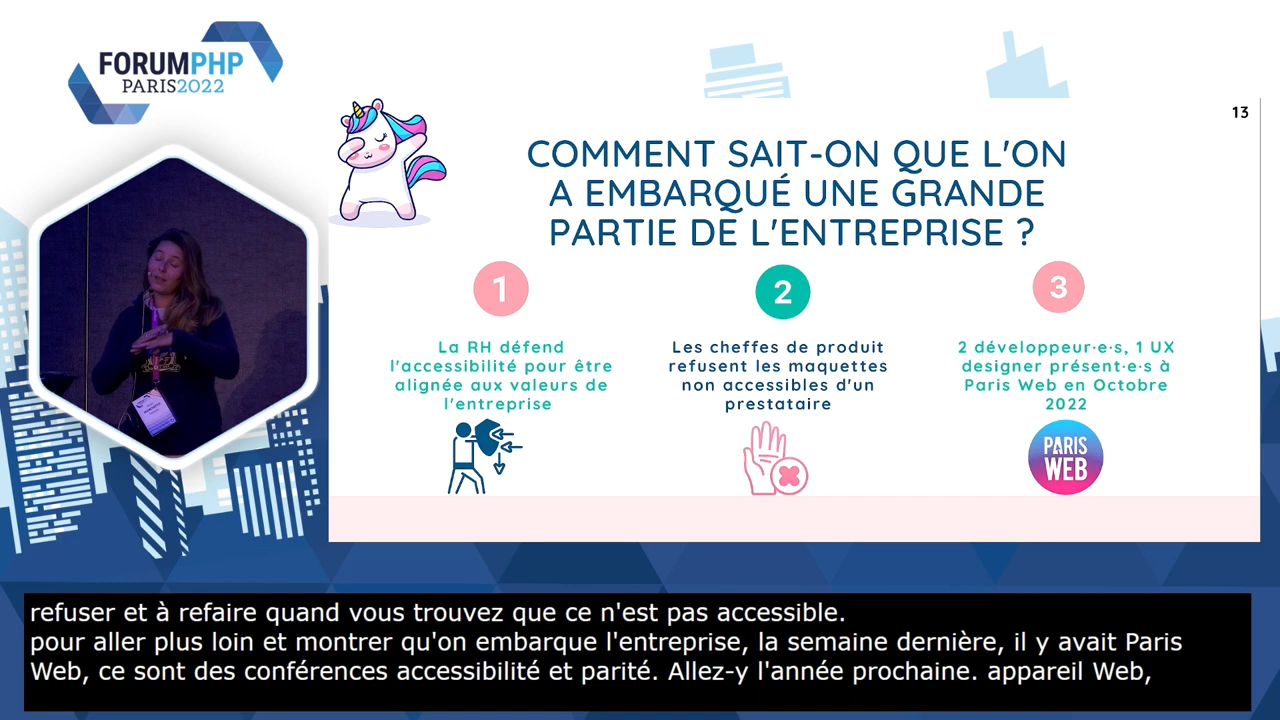 FORUMPHP
PARIS2022
13
COMMENT SAIT-ON QUE L'ON
A EMBARQUÉ UNE GRANDE
PARTIE DE L'ENTREPRISE ?
1
La RH défend
l'accessibilité pour être
alignée aux valeurs de
l'entreprise
2
Les cheffes de produit
refusent les maquettes
non accessibles d'un
prestataire
3
2 développeur·e·s, 1 UX
designer présent·e·s à
Paris Web en Octobre
2022
PARIS
WEB
refuser et à refaire quand vous trouvez que ce n'est pas accessible.
pour aller plus loin et montrer qu'on embarque l'entreprise, la semaine dernière, il y avait Paris
Web, ce sont des conférences accessibilité et parité. Allez-y l'année prochaine. appareil Web,